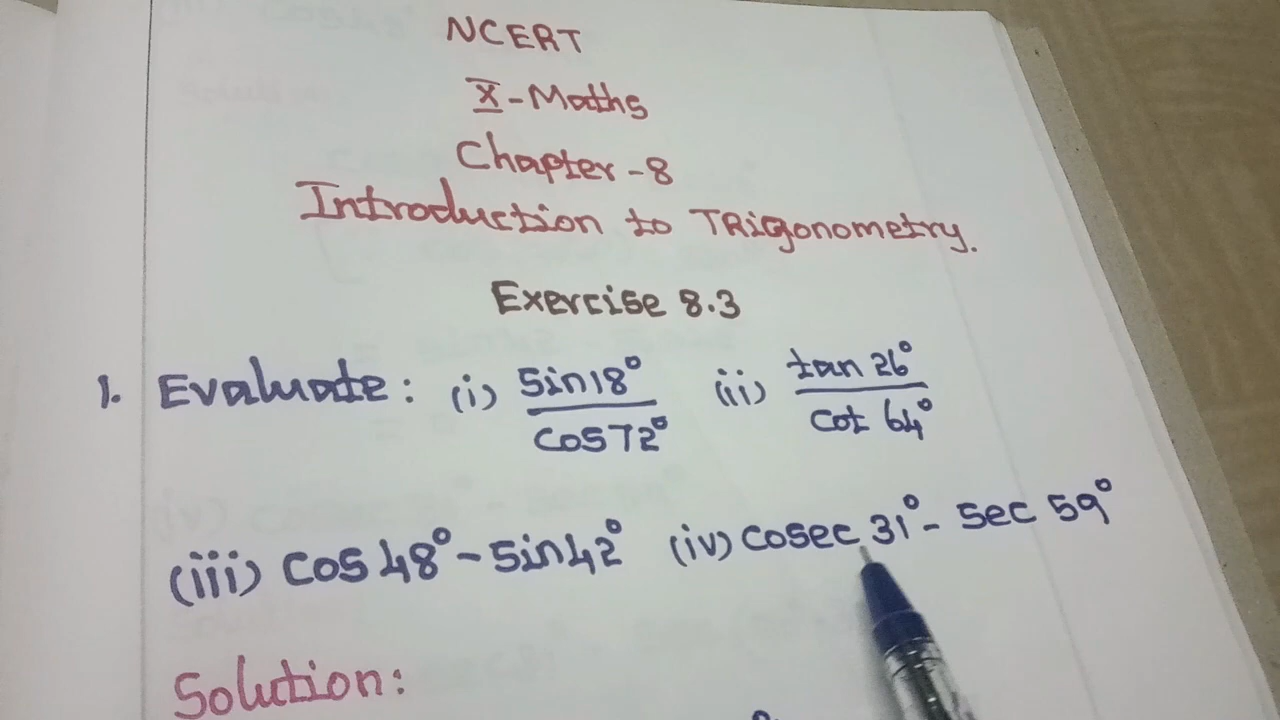 NCERT
X-Maths
Chapter-8
Introduction to TRigonometry.
Exercise 8.3
1. Evaluate: (i) Sin18°/cos72° (ii) tan 26°/cot 64°
(iii) cos 48° - sin42° (iv) cosec 31° - sec 59°
Solution: